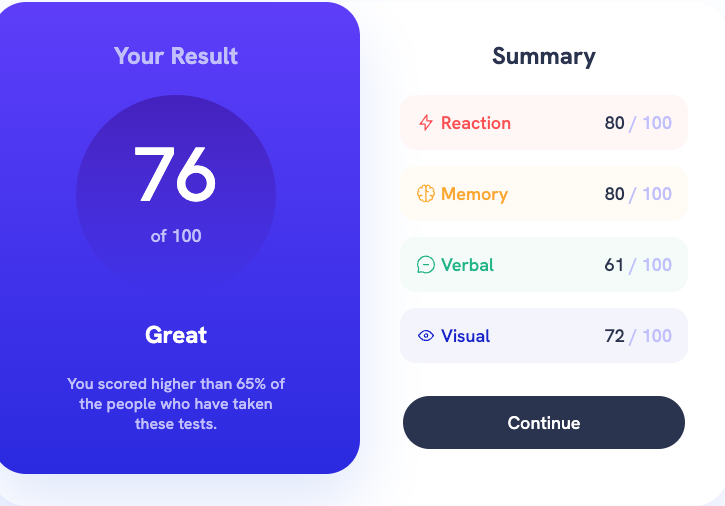 Your Result
76
of 100
Great
You scored higher than 65% of
the people who have taken
these tests.
Summary
Reaction 80 / 100
Memory 80 / 100
Verbal 61 / 100
Visual 72 / 100
Continue